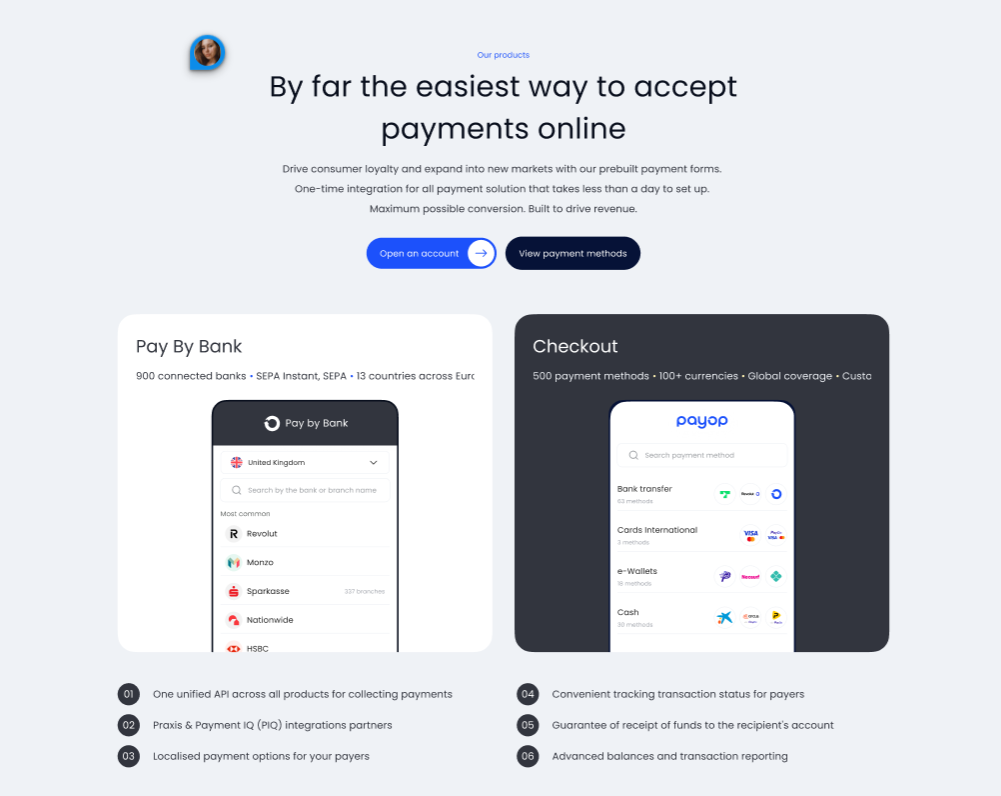 Our products
By far the easiest way to accept
payments online
Drive consumer loyalty and expand into new markets with our prebuilt payment forms.
One-time integration for all payment solution that takes less than a day to set up.
Maximum possible conversion. Built to drive revenue.
Open an account
View payment methods
Pay By Bank
900 connected banks • SEPA Instant, SEPA • 13 countries across Euro
Pay by Bank
United Kingdom
Search by the bank or branch name
Most common
Revolut
Monzo
Sparkasse 337 branches
Nationwide
HSBC
Checkout
500 payment methods • 100+ currencies • Global coverage • Custo
payop
Search payment method
Bank transfer
63 methods
Cards International
3 methods
VISA
VISA
e-Wallets
16 methods
Neosurf
Cash
39 methods
01 One unified API across all products for collecting payments
02 Praxis & Payment IQ (PIQ) integrations partners
03 Localised payment options for your payers
04 Convenient tracking transaction status for payers
05 Guarantee of receipt of funds to the recipient's account
06 Advanced balances and transaction reporting